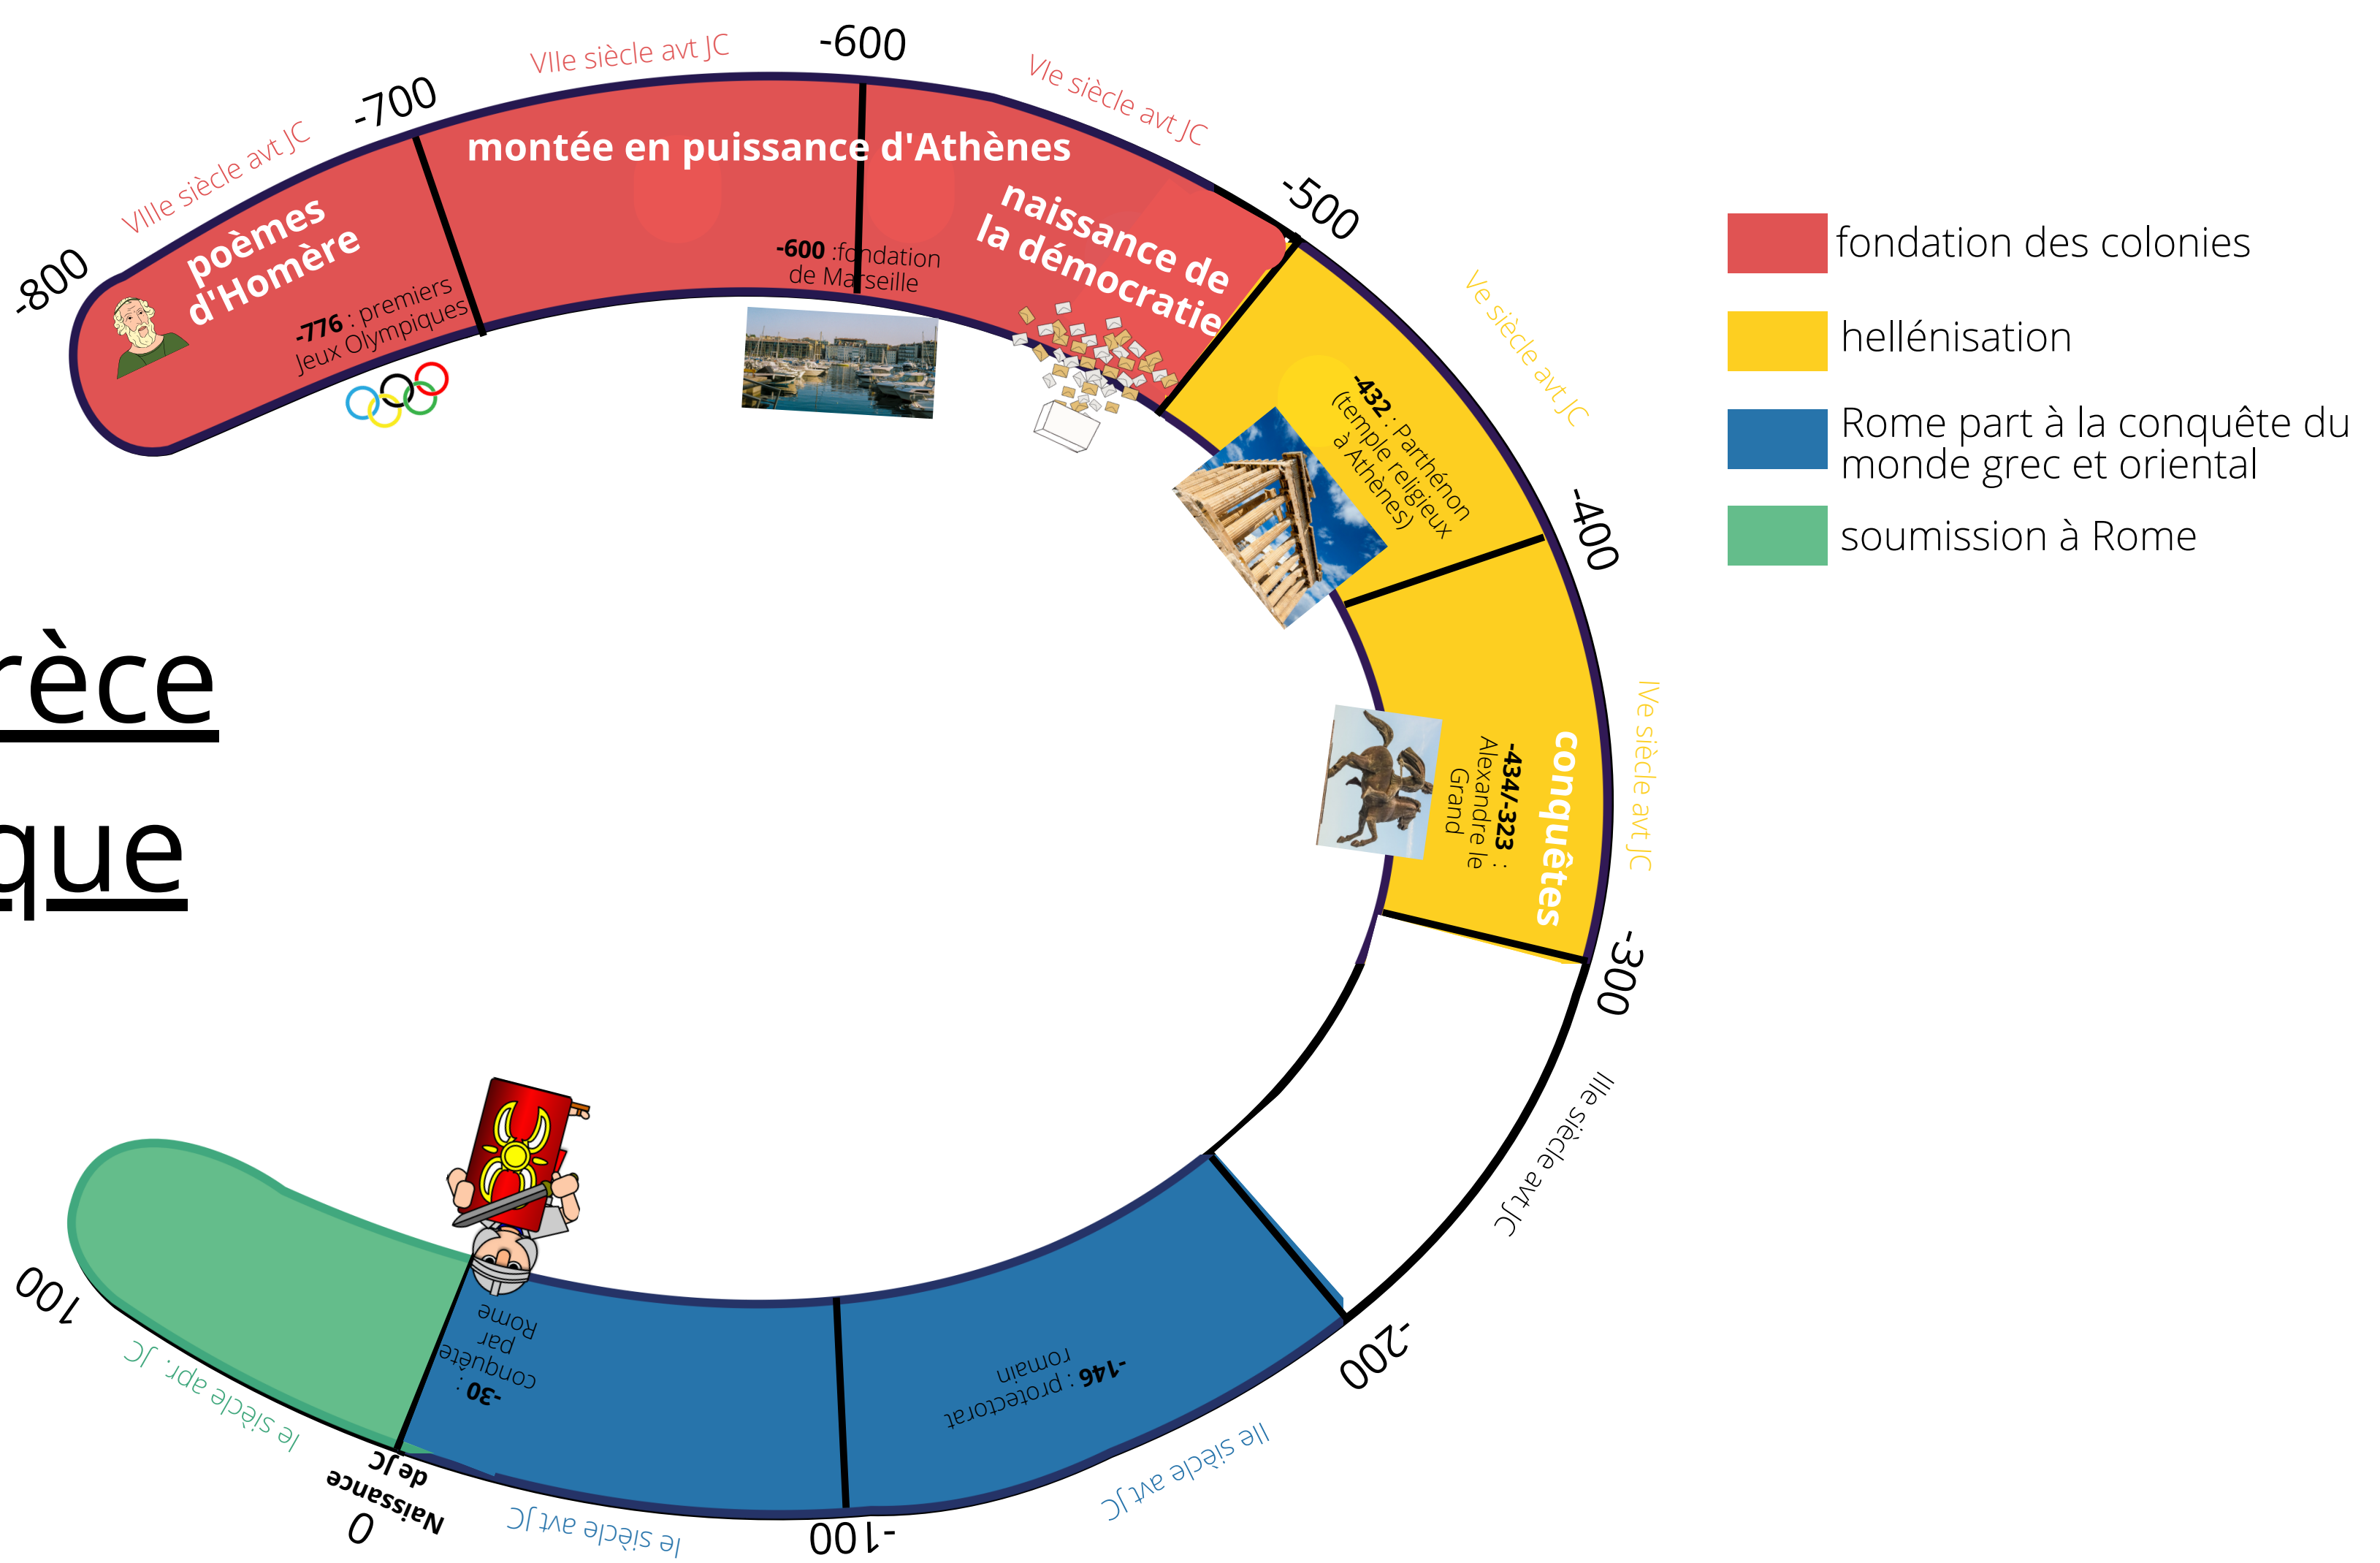 -800
VIIIe siècle avt JC
-700
VIIe siècle avt JC
-600
VIe siècle avt JC
-500
Ve siècle avt JC
-400
IVe siècle avt JC
-300
IIIe siècle avt JC
-200
IIe siècle avt JC
-100
Ie siècle avt JC
0
Naissance
de JC
Ie siècle apr. JC
100
poèmes
d'Homère
-776 : premiers
Jeux Olympiques
montée en puissance d'Athènes
-600 :fondation
de Marseille
naissance de
la démocratie
-432 : Parthénon
(temple religieux
à Athènes)
conquêtes
-434/-323 :
Alexandre le
Grand
-146 : protectorat
romain
-30 :
conquête
par
Rome
fondation des colonies
hellénisation
Rome part à la conquête du
monde grec et oriental
soumission à Rome
rèce
que